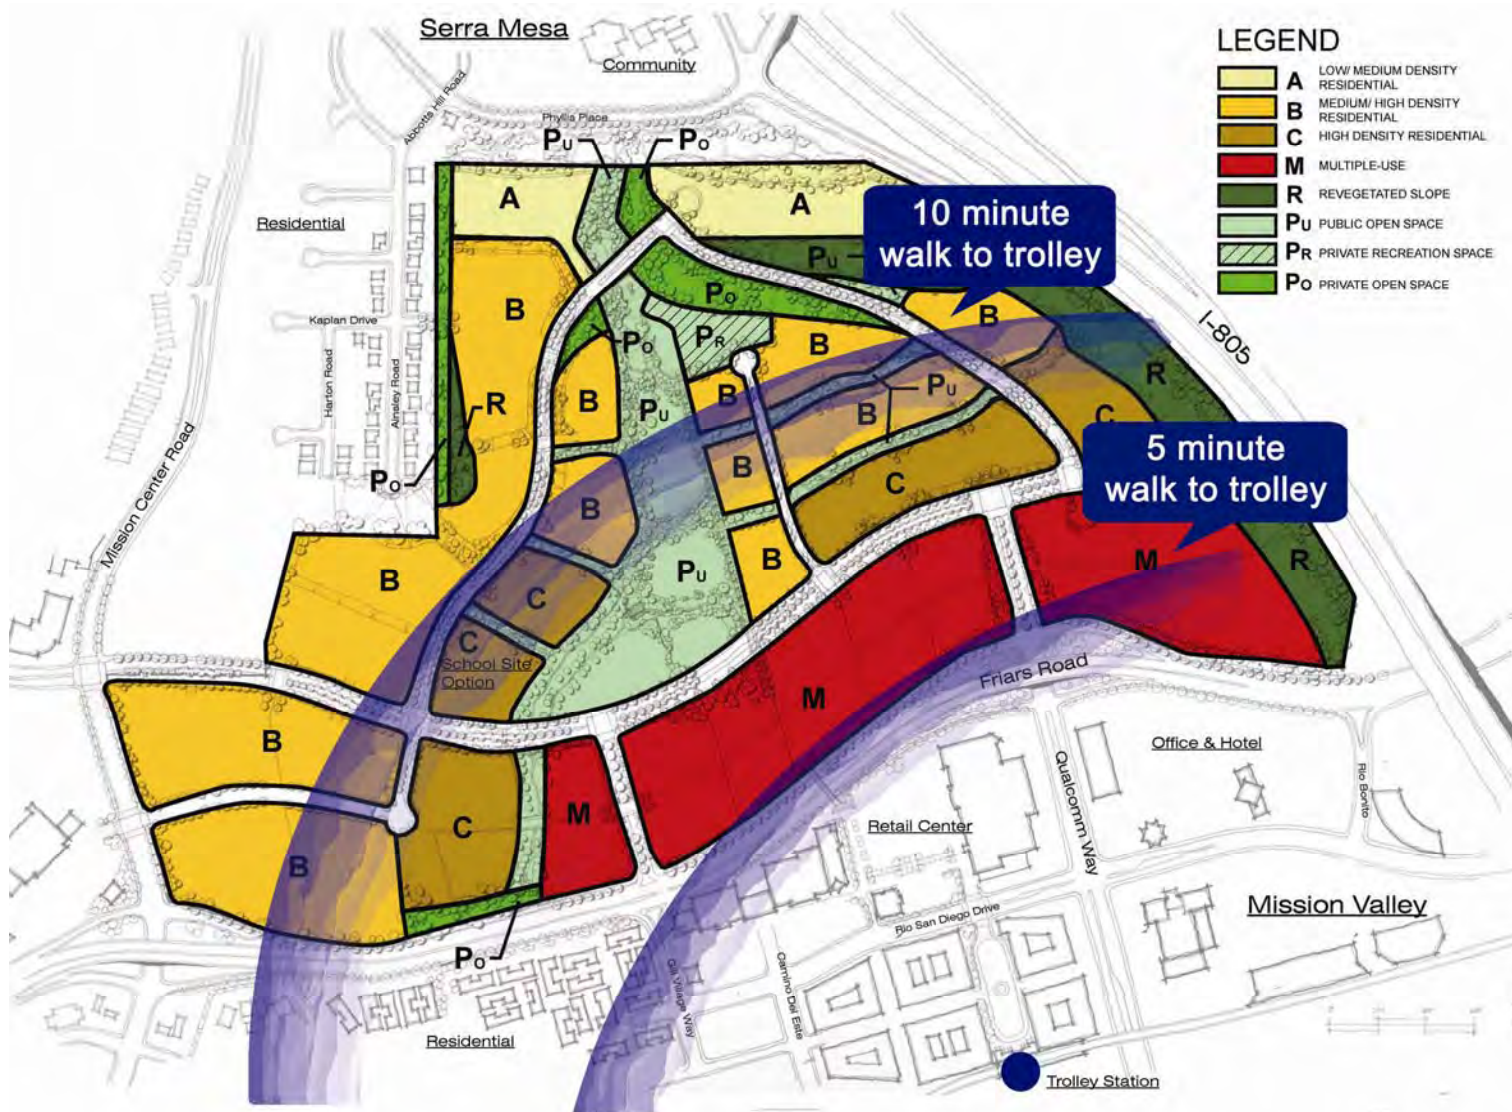 Serra Mesa
Community
Abbotts Hill Road
Phyllis Place
PU
PO
A
A
Residential
10 minute
walk to trolley
PU
B
PO
B
Kaplan Drive
PO
PR
B
I-805
Harton Road
Ainsley Road
R
B
PU
B
PU
B
R
C
Mission Center Road
PO
B
B
C
5 minute
walk to trolley
B
PU
B
M
R
C
C
School Site
Option
Friars Road
M
B
Office & Hotel
Qualcomm Way
Rio Bonito
C
M
Retail Center
B
Mission Valley
Rio San Diego Drive
PO
Gill Village Way
Camino Del Este
Residential
Trolley Station
LEGEND
A LOW/ MEDIUM DENSITY
RESIDENTIAL
B MEDIUM/ HIGH DENSITY
RESIDENTIAL
C HIGH DENSITY RESIDENTIAL
M MULTIPLE-USE
R REVEGETATED SLOPE
PU PUBLIC OPEN SPACE
PR PRIVATE RECREATION SPACE
PO PRIVATE OPEN SPACE